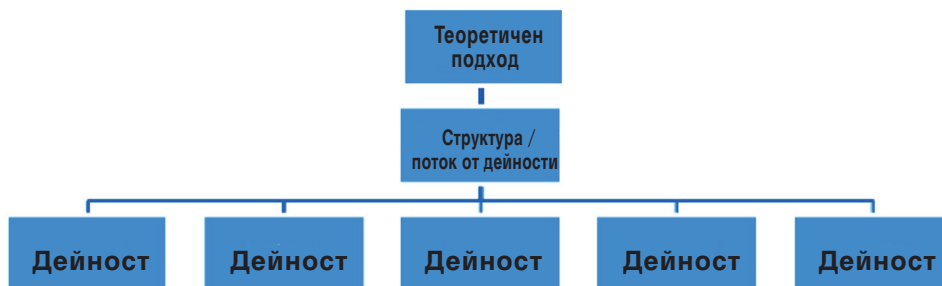 Теоретичен
подход
Структура /
поток от дейности
Дейност
Дейност
Дейност
Дейност
Дейност